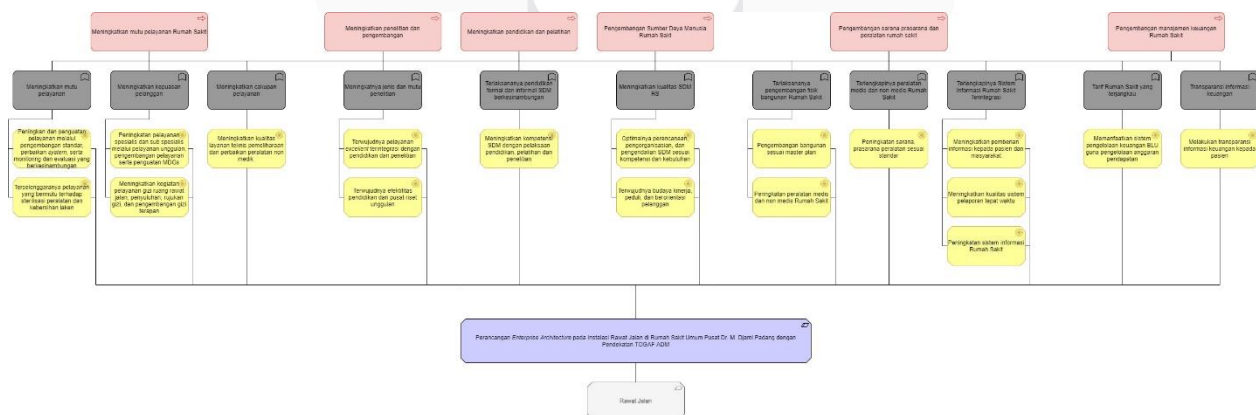 Meningkatkan mutu pelayanan Rumah Sakit
Meningkatkan penelitian dan
pengembangan
Meningkatkan pendidikan dan pelatihan
Pengembangan Sumber Daya Manusia
Rumah Sakit
Pengembangan sarana prasarana dan
peralatan rumah sakit
Pengembangan manajemen keuangan
Rumah Sakit
Meningkatkan mutu
pelayanan
Meningkatkan kepuasan
pelanggan
Meningkatkan cakupan
pelayanan
Meningkatnya jenis dan mutu
penelitian
Terlaksananya pendidikan
formal dan informal SDM
berkesinambungan
Meningkatkan kualitas SDM
RS
Terlaksananya
pengembangan fisik
bangunan Rumah Sakit
Terlengkapinya peralatan
medis dan non medis Rumah
Sakit
Terlengkapinya Sistem
Informasi Rumah Sakit
Terintegrasi
Tarif Rumah Sakit yang
terjangkau
Transparansi informasi
keuangan
Peningkan dan penguatan
pelayanan melalui
pengembangan standar,
perbaikan system, serta
monitoring dan evaluasi yang
berkesinambungan
Peningkatan pelayanan
spesialis dan sub spesialis
melalui pelayanan unggulan,
pengembangan pelayanan
serta penguatan MDGs
Meningkatkan kualitas
layanan teknis pemeliharaan
dan perbaikan peralatan non
medik
Terwujudnya pelayanan
excelent terintegrasi dengan
pendidikan dan penelitian
Meningkatkan kompetensi
SDM dengan pelaksaan
pendidikan, pelatihan dan
penelitian
Optimalnya perencanaan
pengorganisasian, dan
pengendalian SDM sesuai
kompetensi dan kebutuhan
Pengembangan bangunan
sesuai master plan
Peningkatan sarana,
prasarana peralatan sesuai
standar
Meningkatkan pemberian
informasi kepada pasien dan
masyarakat
Memanfaatkan sistem
pengelolaan keuangan BLU
guna pengelolaan anggaran
pendapatan
Melakukan transparansi
informasi keuangan kepada
pasien
Terselenggaranya pelayanan
yang bermutu terhadap
sterilisasi peralatan dan
kebersihan laken
Meningkatkan kegiatan
pelayanan gizi ruang rawat
jalan, penyuluhan, rujukan
gizi, dan pengembangan gizi
terapan
Terwujudnya efektifitas
pendidikan dan pusat riset
unggulan
Terwujudnya budaya kinerja,
peduli, dan berorientasi
pelanggan
Peningkatan peralatan medis
dan non medis Rumah Sakit
Meningkatkan kualitas sistem
pelaporan tepat waktu
Peningkatan sistem informasi
Rumah Sakit
Perancangan Enterprise Architecture pada Instalasi Rawat Jalan di Rumah Sakit Umum Pusat Dr. M. Djamil Padang dengan
Pendekatan TOGAF ADM
Rawat Jalan